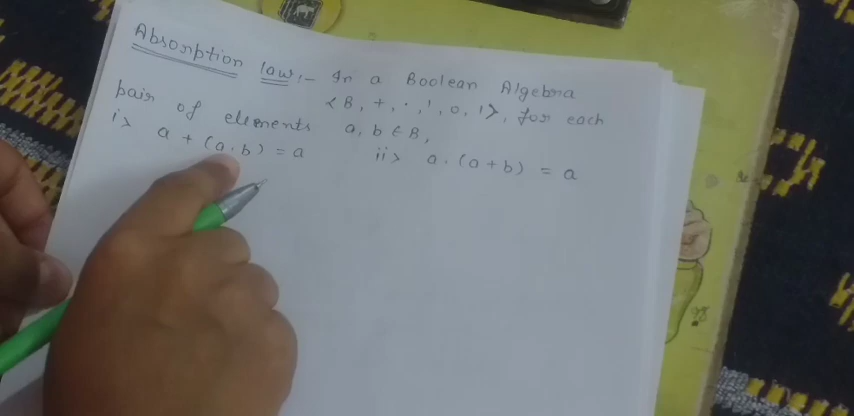 Absorption law:- In a Boolean Algebra
<B, +, ·, ', 0, 1>, for each
pair of elements a, b ∈ B,
i> a + (a·b) = a ii> a·(a+b) = a